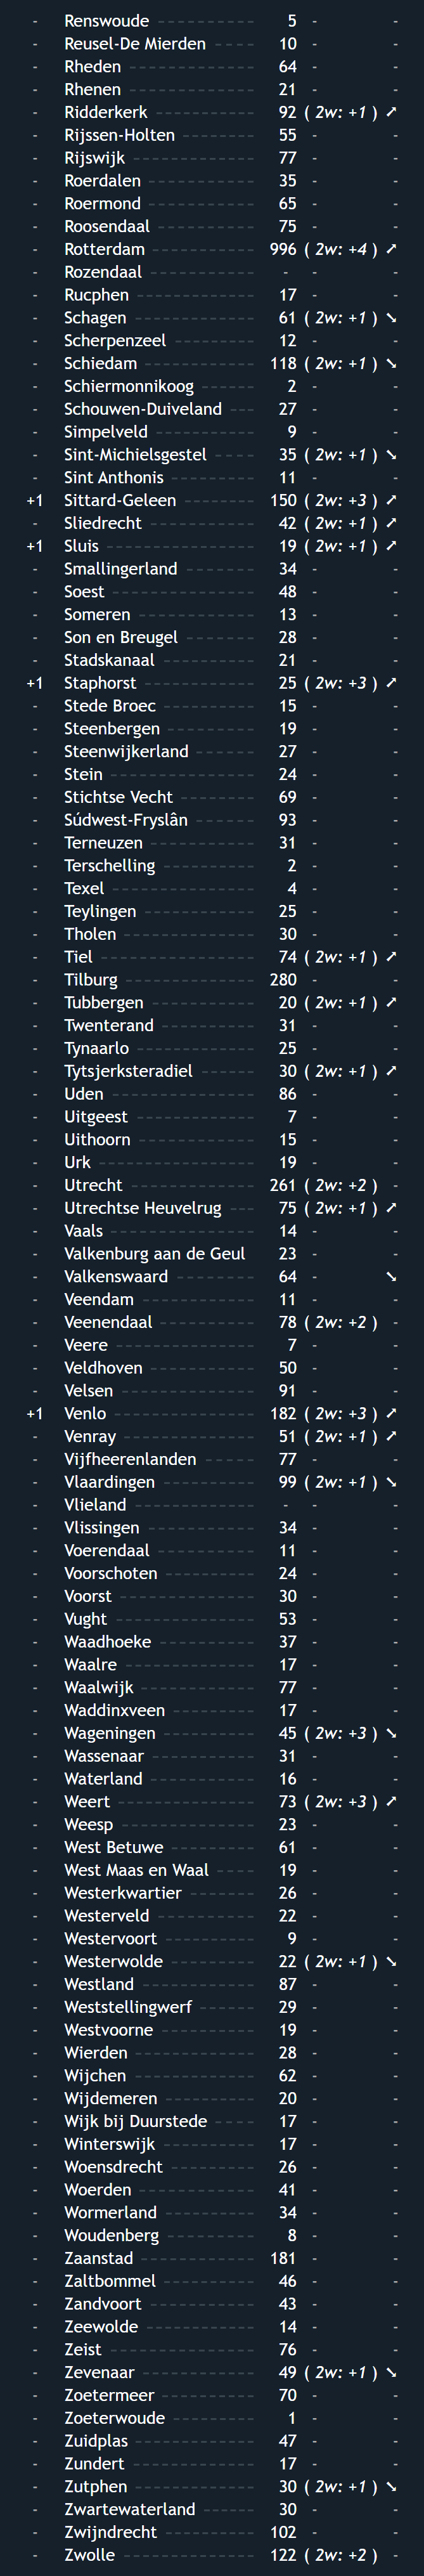 - Renswoude ----------- 5 - -
- Reusel-De Mierden ----- 10 - -
- Rheden -------------- 64 - -
- Rhenen -------------- 21 - -
- Ridderkerk ----------- 92 ( 2w: +1 ) ➚
- Rijssen-Holten --------- 55 - -
- Rijswijk -------------- 77 - -
- Roerdalen ------------ 35 - -
- Roermond ------------ 65 - -
- Roosendaal ----------- 75 - -
- Rotterdam ------------ 996 ( 2w: +4 ) ➚
- Rozendaal ------------ - - -
- Rucphen ------------- 17 - -
- Schagen -------------- 61 ( 2w: +1 ) ➘
- Scherpenzeel ---------- 12 - -
- Schiedam ------------- 118 ( 2w: +1 ) ➘
- Schiermonnikoog ------ 2 - -
- Schouwen-Duiveland --- 27 - -
- Simpelveld ----------- 9 - -
- Sint-Michielsgestel ----- 35 ( 2w: +1 ) ➘
- Sint Anthonis ---------- 11 - -
+1 Sittard-Geleen --------- 150 ( 2w: +3 ) ➚
- Sliedrecht ------------ 42 ( 2w: +1 ) ➚
+1 Sluis ----------------- 19 ( 2w: +1 ) ➚
- Smallingerland -------- 34 - -
- Soest ---------------- 48 - -
- Someren ------------- 13 - -
- Son en Breugel -------- 28 - -
- Stadskanaal ----------- 21 - -
+1 Staphorst ------------- 25 ( 2w: +3 ) ➚
- Stede Broec ----------- 15 - -
- Steenbergen ---------- 19 - -
- Steenwijkerland ------- 27 - -
- Stein ----------------- 24 - -
- Stichtse Vecht --------- 69 - -
- Súdwest-Fryslân ------- 93 - -
- Terneuzen ------------ 31 - -
- Terschelling ----------- 2 - -
- Texel ---------------- 4 - -
- Teylingen ------------- 25 - -
- Tholen --------------- 30 - -
- Tiel ------------------ 74 ( 2w: +1 ) ➚
- Tilburg --------------- 280 - -
- Tubbergen ------------ 20 ( 2w: +1 ) ➚
- Twenterand ----------- 31 - -
- Tynaarlo -------------- 25 - -
- Tytsjerksteradiel ------- 30 ( 2w: +1 ) ➚
- Uden ---------------- 86 - -
- Uitgeest -------------- 7 - -
- Uithoorn -------------- 15 - -
- Urk ------------------ 19 - -
- Utrecht --------------- 261 ( 2w: +2 ) -
- Utrechtse Heuvelrug --- 75 ( 2w: +1 ) ➚
- Vaals ----------------- 14 - -
- Valkenburg aan de Geul 23 - -
- Valkenswaard --------- 64 - ➘
- Veendam ------------- 11 - -
- Veenendaal ----------- 78 ( 2w: +2 ) -
- Veere ---------------- 7 - -
- Veldhoven ------------ 50 - -
- Velsen --------------- 91 - -
+1 Venlo ---------------- 182 ( 2w: +3 ) ➚
- Venray --------------- 51 ( 2w: +1 ) ➚
- Vijfheerenlanden ------ 77 - -
- Vlaardingen ----------- 99 ( 2w: +1 ) ➘
- Vlieland -------------- - - -
- Vlissingen ------------ 34 - -
- Voerendaal ----------- 11 - -
- Voorschoten ---------- 24 - -
- Voorst --------------- 30 - -
- Vught ---------------- 53 - -
- Waadhoeke ----------- 37 - -
- Waalre --------------- 17 - -
- Waalwijk ------------- 77 - -
- Waddinxveen ---------- 17 - -
- Wageningen ----------- 45 ( 2w: +3 ) ➘
- Wassenaar ------------ 31 - -
- Waterland ------------ 16 - -
- Weert ---------------- 73 ( 2w: +3 ) ➚
- Weesp --------------- 23 - -
- West Betuwe ---------- 61 - -
- West Maas en Waal ---- 19 - -
- Westerkwartier -------- 26 - -
- Westerveld ----------- 22 - -
- Westervoort ---------- 9 - -
- Westerwolde ---------- 22 ( 2w: +1 ) ➘
- Westland ------------- 87 - -
- Weststellingwerf ------ 29 - -
- Westvoorne ----------- 19 - -
- Wierden -------------- 28 - -
- Wijchen -------------- 62 - -
- Wijdemeren ---------- 20 - -
- Wijk bij Duurstede ---- 17 - -
- Winterswijk ----------- 17 - -
- Woensdrecht ---------- 26 - -
- Woerden ------------- 41 - -
- Wormerland ---------- 34 - -
- Woudenberg ---------- 8 - -
- Zaanstad ------------- 181 - -
- Zaltbommel ----------- 46 - -
- Zandvoort ------------ 43 - -
- Zeewolde ------------- 14 - -
- Zeist ----------------- 76 - -
- Zevenaar ------------- 49 ( 2w: +1 ) ➘
- Zoetermeer ----------- 70 - -
- Zoeterwoude ---------- 1 - -
- Zuidplas -------------- 47 - -
- Zundert -------------- 17 - -
- Zutphen -------------- 30 ( 2w: +1 ) ➘
- Zwartewaterland ------ 30 - -
- Zwijndrecht ----------- 102 - -
- Zwolle --------------- 122 ( 2w: +2 ) -